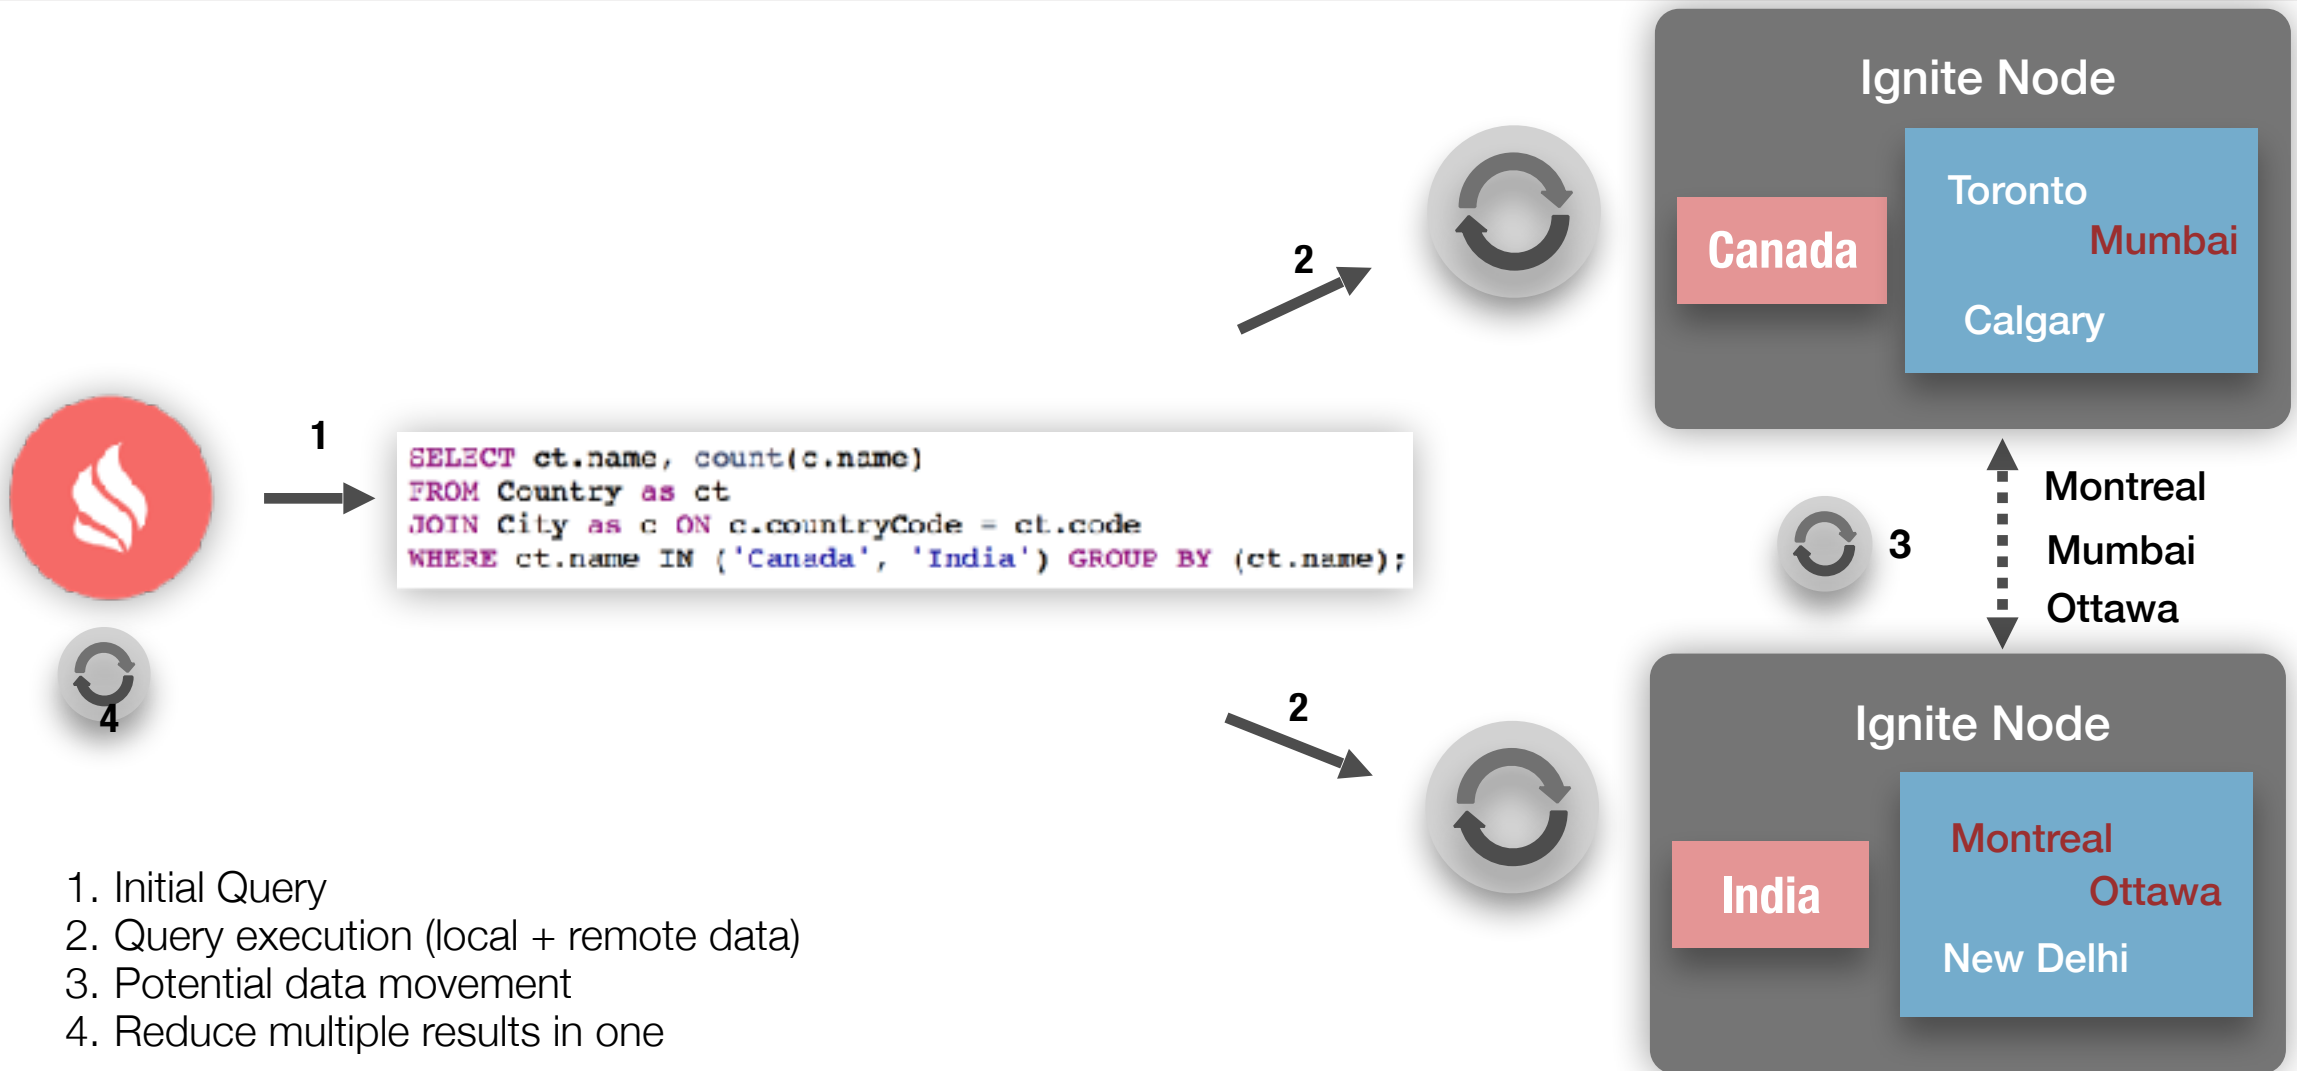 Ignite Node
Toronto
Mumbai
Canada
Calgary
2
1
SELECT ct.name, count(c.name)
FROM Country as ct
JOIN City as c ON c.countryCode = ct.code
WHERE ct.name IN ('Canada', 'India') GROUP BY (ct.name);
Montreal
3
Mumbai
Ottawa
4
2
Ignite Node
Montreal
India
Ottawa
New Delhi
1. Initial Query
2. Query execution (local + remote data)
3. Potential data movement
4. Reduce multiple results in one